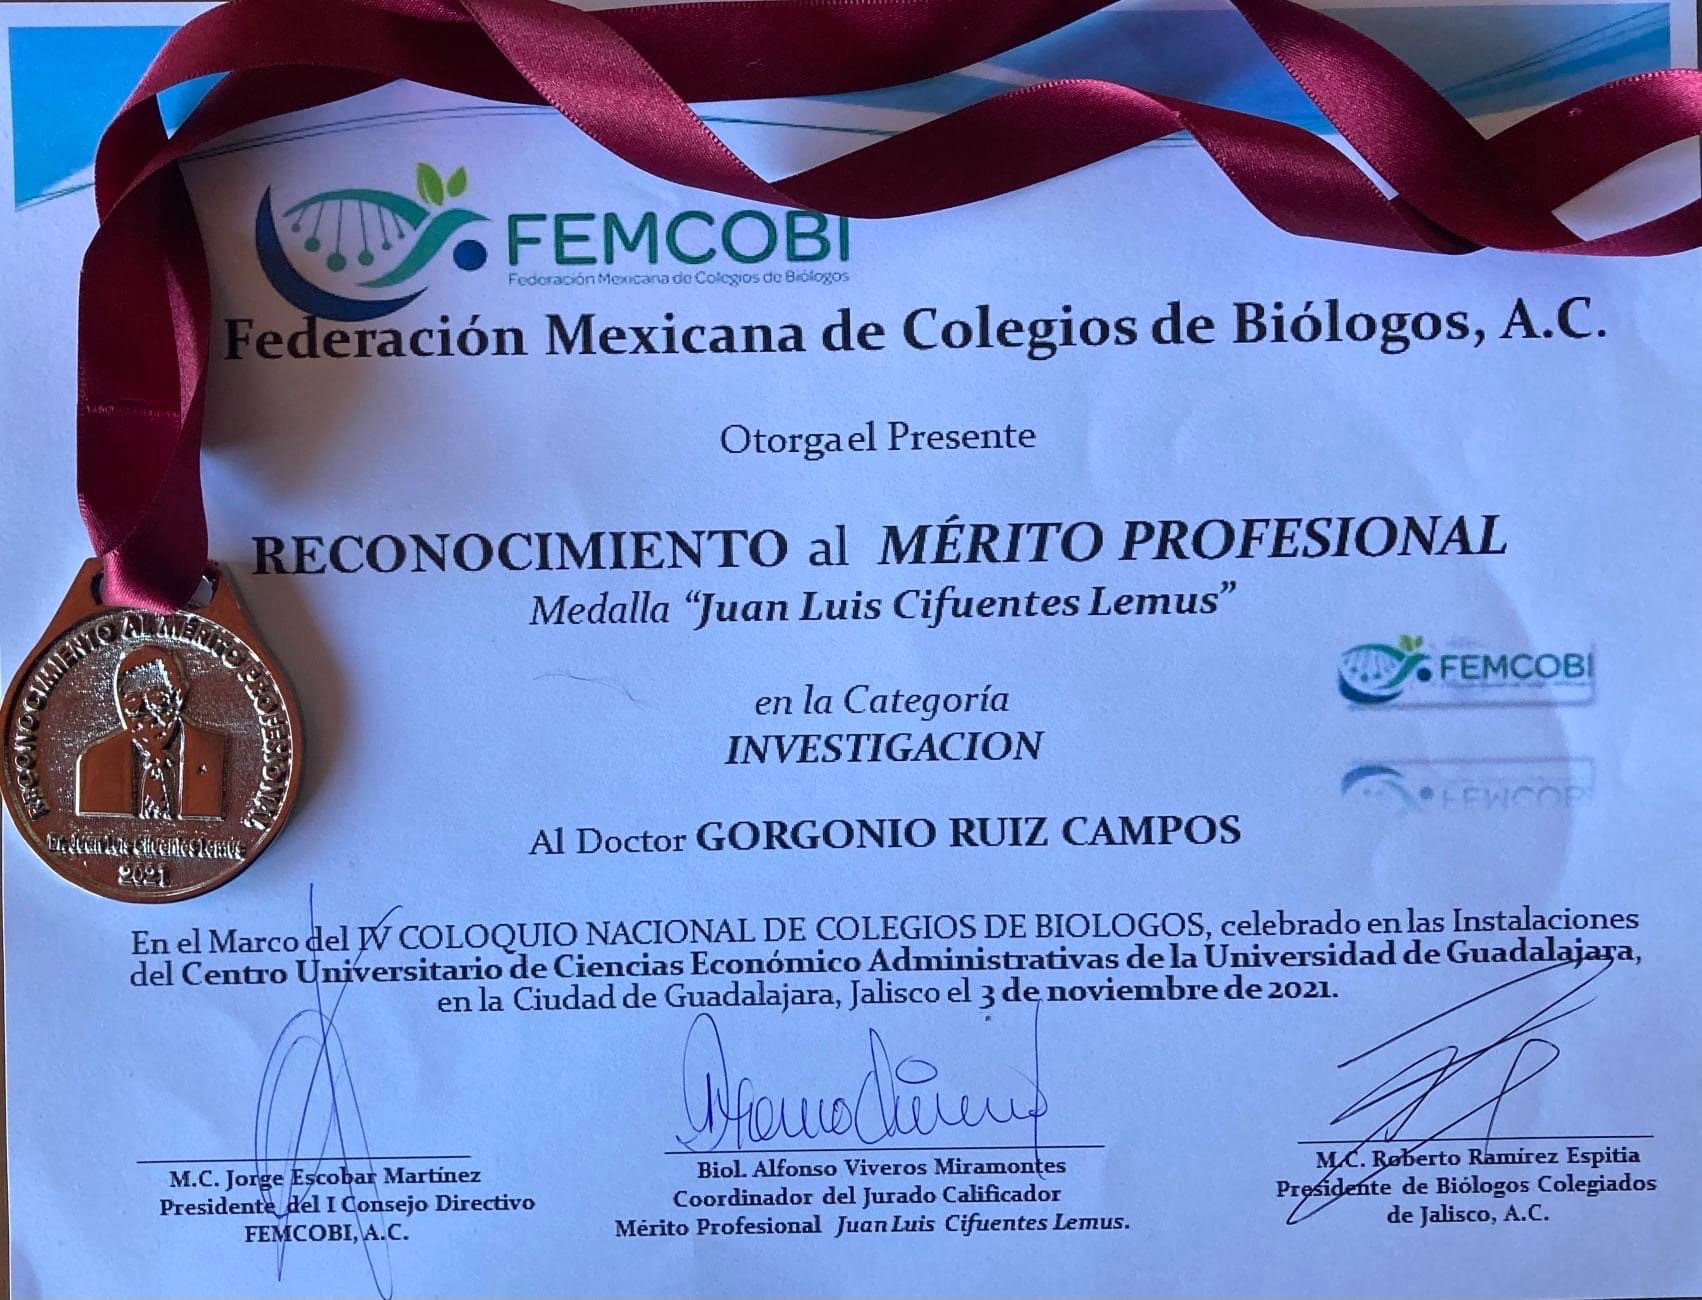 FEMCOBI
Federación Mexicana de Colegios de Biólogos
Federación Mexicana de Colegios de Biólogos, A.C.
Otorga el Presente
RECONOCIMIENTO al MÉRITO PROFESIONAL
Medalla “Juan Luis Cifuentes Lemus”
en la Categoría
INVESTIGACION
FEMCOBI
Al Doctor GORGONIO RUIZ CAMPOS
RECONOCIMIENTO AL MÉRITO PROFESIONAL
Dr. Juan Luis Cifuentes Lemus
2021
En el Marco del IV COLOQUIO NACIONAL DE COLEGIOS DE BIOLOGOS, celebrado en las Instalaciones
del Centro Universitario de Ciencias Económico Administrativas de la Universidad de Guadalajara,
en la Ciudad de Guadalajara, Jalisco el 3 de noviembre de 2021.
M.C. Jorge Escobar Martínez
Presidente del I Consejo Directivo
FEMCOBI, A.C.
Biol. Alfonso Viveros Miramontes
Coordinador del Jurado Calificador
Mérito Profesional Juan Luis Cifuentes Lemus.
M.C. Roberto Ramírez Espitia
Presidente de Biólogos Colegiados
de Jalisco, A.C.